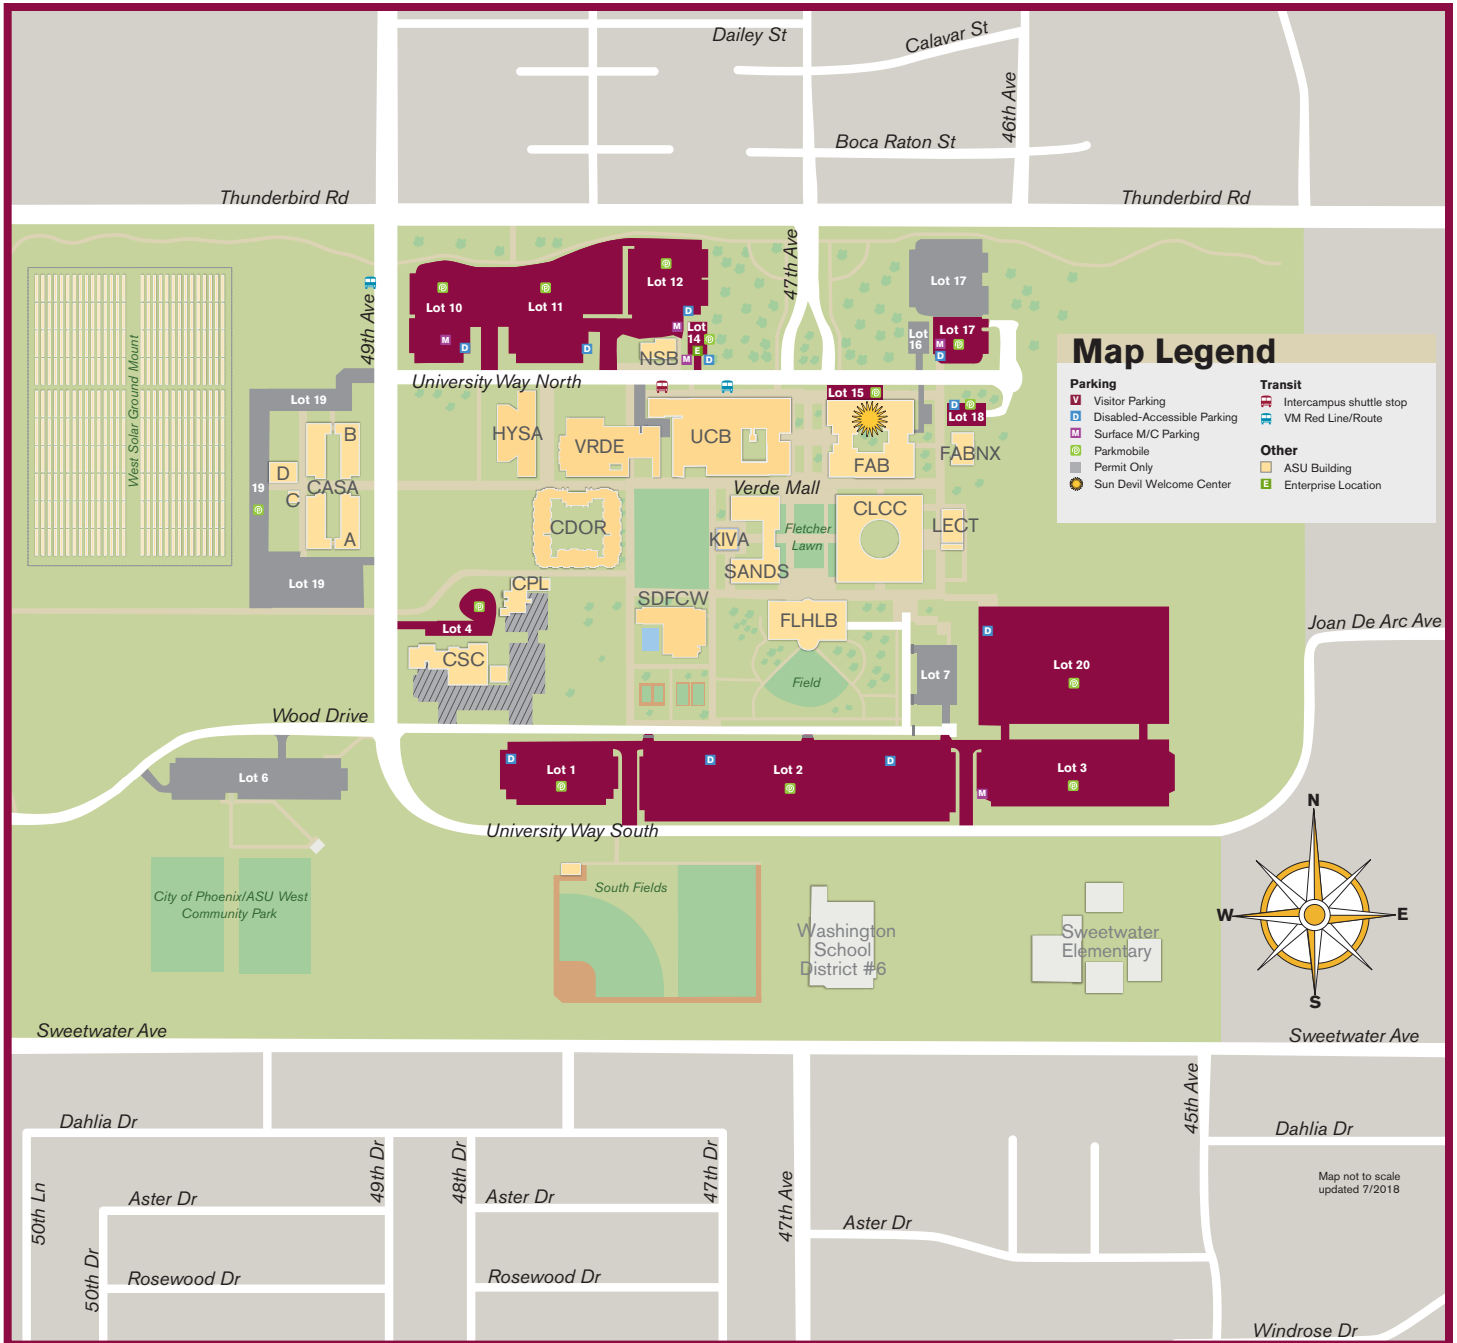 Dailey St
Calavar St
46th Ave
Boca Raton St
Thunderbird Rd
Thunderbird Rd
47th Ave
49th Ave
West Solar Ground Mount
Lot 10
Lot 11
Lot 12
Lot
14
Lot 17
Lot
16
Lot 17
M
D
D
D
M
M
E
D
M
D
NSB
University Way North
Lot 15
D
Lot 18
Map Legend
Parking
V Visitor Parking
D Disabled-Accessible Parking
M Surface M/C Parking
P Parkmobile
Permit Only
Sun Devil Welcome Center
Transit
Intercampus shuttle stop
VM Red Line/Route
Other
ASU Building
E Enterprise Location
Lot 19
B
D
CASA
C
19
A
Lot 19
HYSA
VRDE
UCB
FAB
FABNX
Verde Mall
CDOR
KIVA
SANDS
Fletcher
Lawn
CLCC
LECT
CPL
SDFCW
FLHLB
Lot 4
CSC
Field
Lot 7
D
Lot 20
Joan De Arc Ave
Wood Drive
Lot 6
D
Lot 1
D
Lot 2
D
M
Lot 3
University Way South
City of Phoenix/ASU West
Community Park
South Fields
Washington
School
District #6
Sweetwater
Elementary
N
W
E
S
Sweetwater Ave
Sweetwater Ave
Dahlia Dr
50th Ln
Aster Dr
50th Dr
Rosewood Dr
49th Dr
48th Dr
Aster Dr
Rosewood Dr
47th Dr
47th Ave
Aster Dr
45th Ave
Dahlia Dr
Map not to scale
updated 7/2018
Windrose Dr